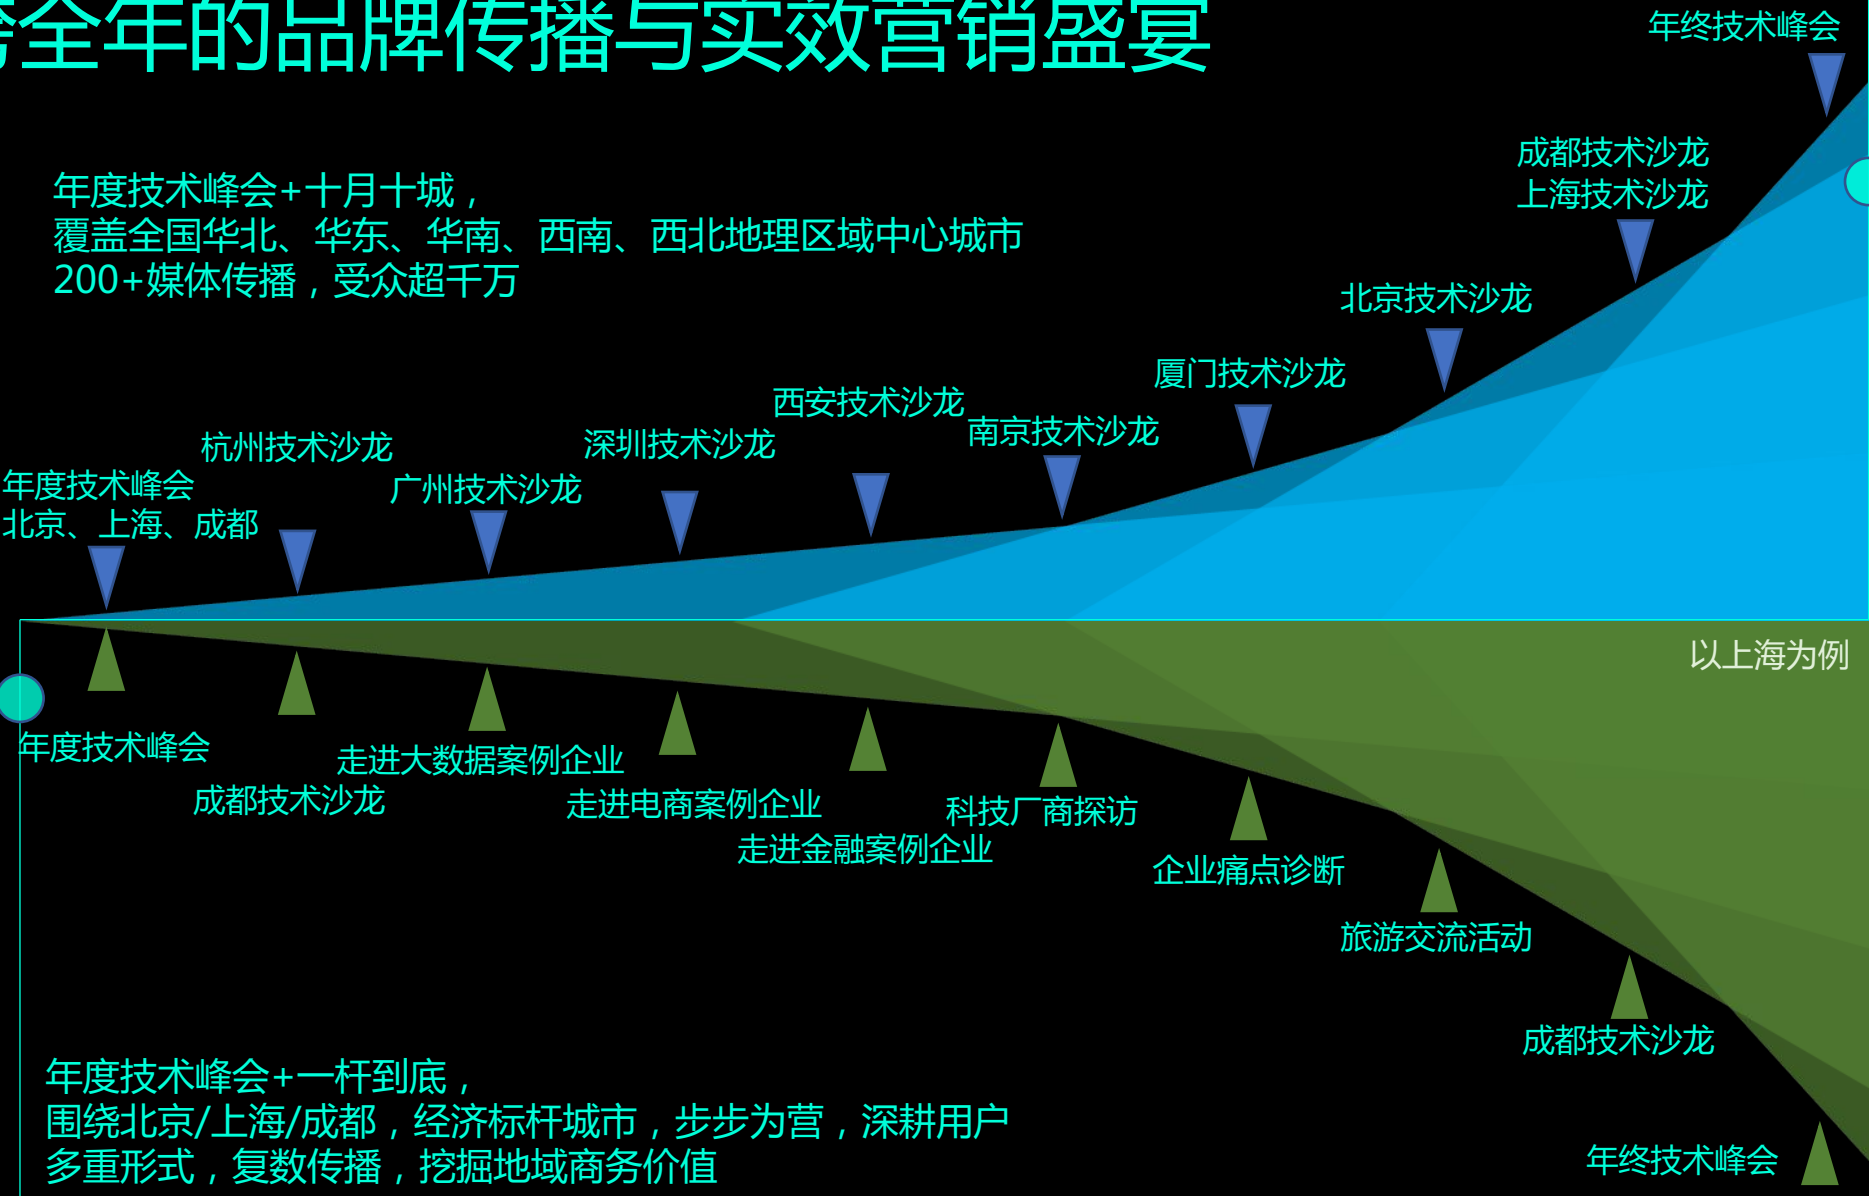 全年的品牌传播与实效营销盛宴
年终技术峰会
年度技术峰会+十月十城，
覆盖全国华北、华东、华南、西南、西北地理区域中心城市
200+媒体传播，受众超千万
成都技术沙龙
上海技术沙龙
北京技术沙龙
厦门技术沙龙
西安技术沙龙
南京技术沙龙
深圳技术沙龙
杭州技术沙龙
广州技术沙龙
年度技术峰会
北京、上海、成都
以上海为例
年度技术峰会
成都技术沙龙
走进大数据案例企业
走进电商案例企业
走进金融案例企业
科技厂商探访
企业痛点诊断
旅游交流活动
成都技术沙龙
年终技术峰会
年度技术峰会+一杆到底，
围绕北京/上海/成都，经济标杆城市，步步为营，深耕用户
多重形式，复数传播，挖掘地域商务价值